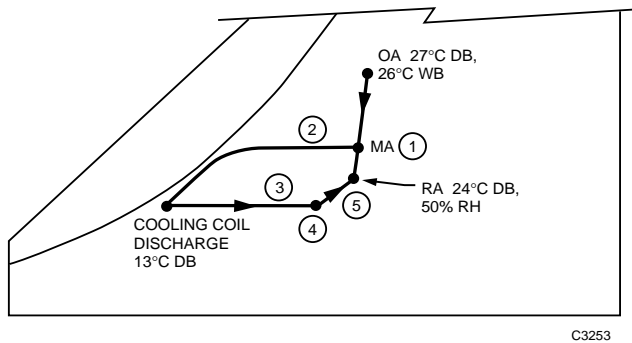 OA 27°C DB,
26°C WB
2
MA 1
3
RA 24°C DB,
50% RH
4
5
COOLING COIL
DISCHARGE
13°C DB
C3253